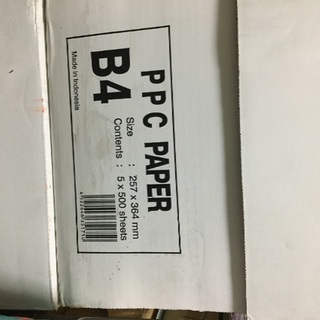 PPC PAPER
B4
Size : 257 x 364 mm
Contents : 5 x 500 sheets
Made in Indonesia